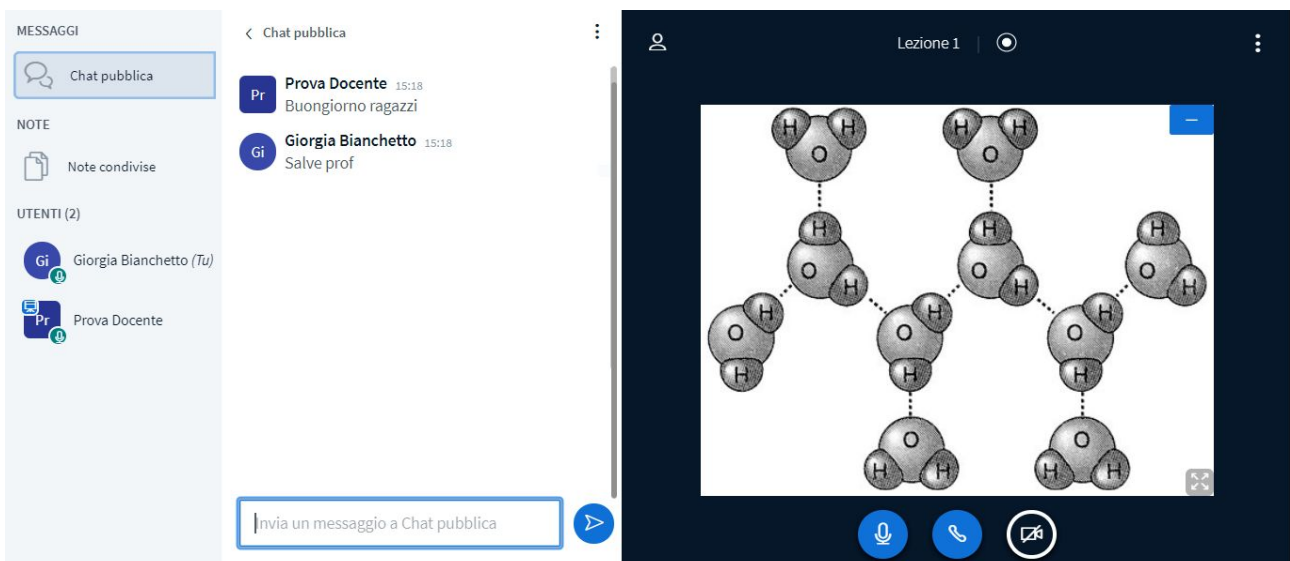 MESSAGGI
Chat pubblica
NOTE
Note condivise
UTENTI (2)
Gi
Giorgia Bianchetto (Tu)
Pr
Prova Docente
Chat pubblica
Pr
Prova Docente 15:18
Buongiorno ragazzi
Gi
Giorgia Bianchetto 15:18
Salve prof
Invia un messaggio a Chat pubblica
Lezione 1
H H H H
O O
H H H
O O O
H H H
H H H
O O O
H H H
O O
H H H H